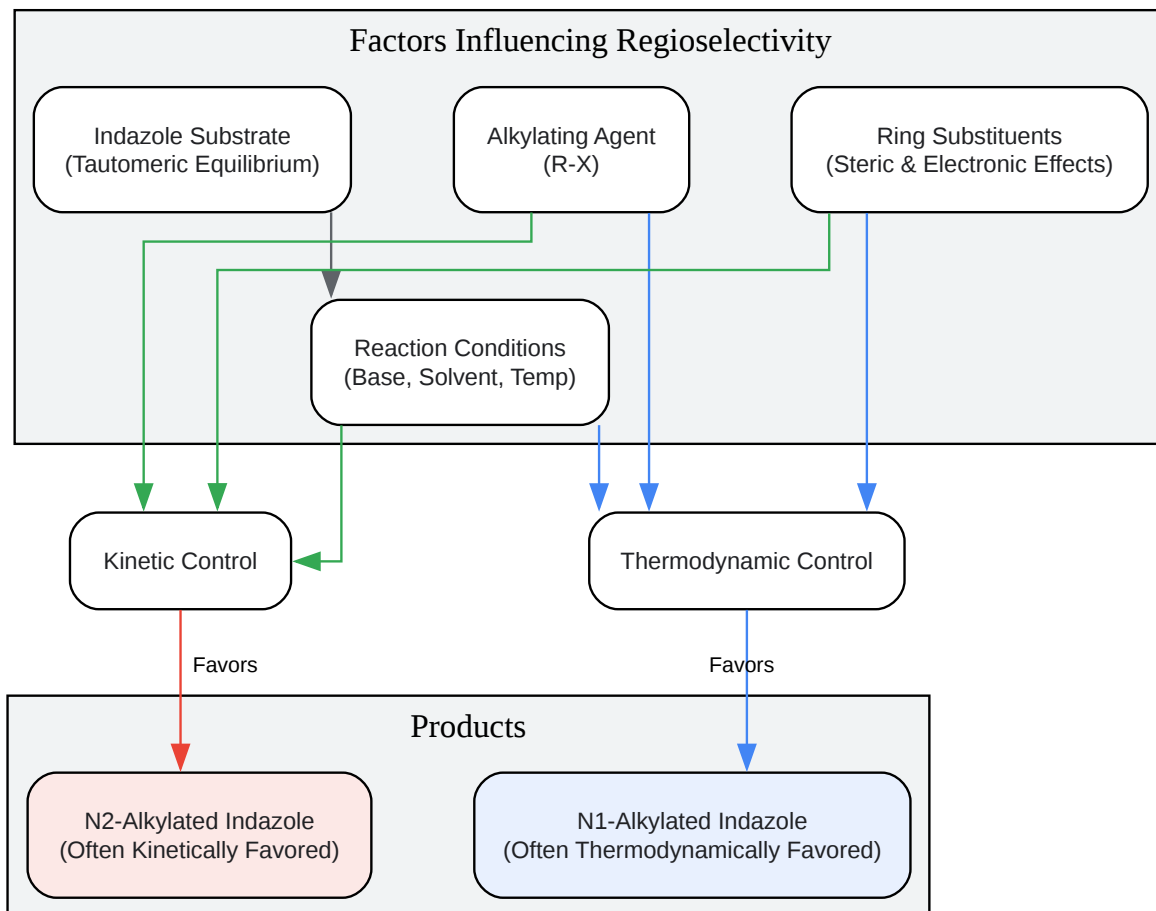 Factors Influencing Regioselectivity
Indazole Substrate
(Tautomeric Equilibrium)
Alkylating Agent
(R-X)
Ring Substituents
(Steric & Electronic Effects)
Reaction Conditions
(Base, Solvent, Temp)
Kinetic Control
Thermodynamic Control
Favors
Favors
Products
N2-Alkylated Indazole
(Often Kinetically Favored)
N1-Alkylated Indazole
(Often Thermodynamically Favored)